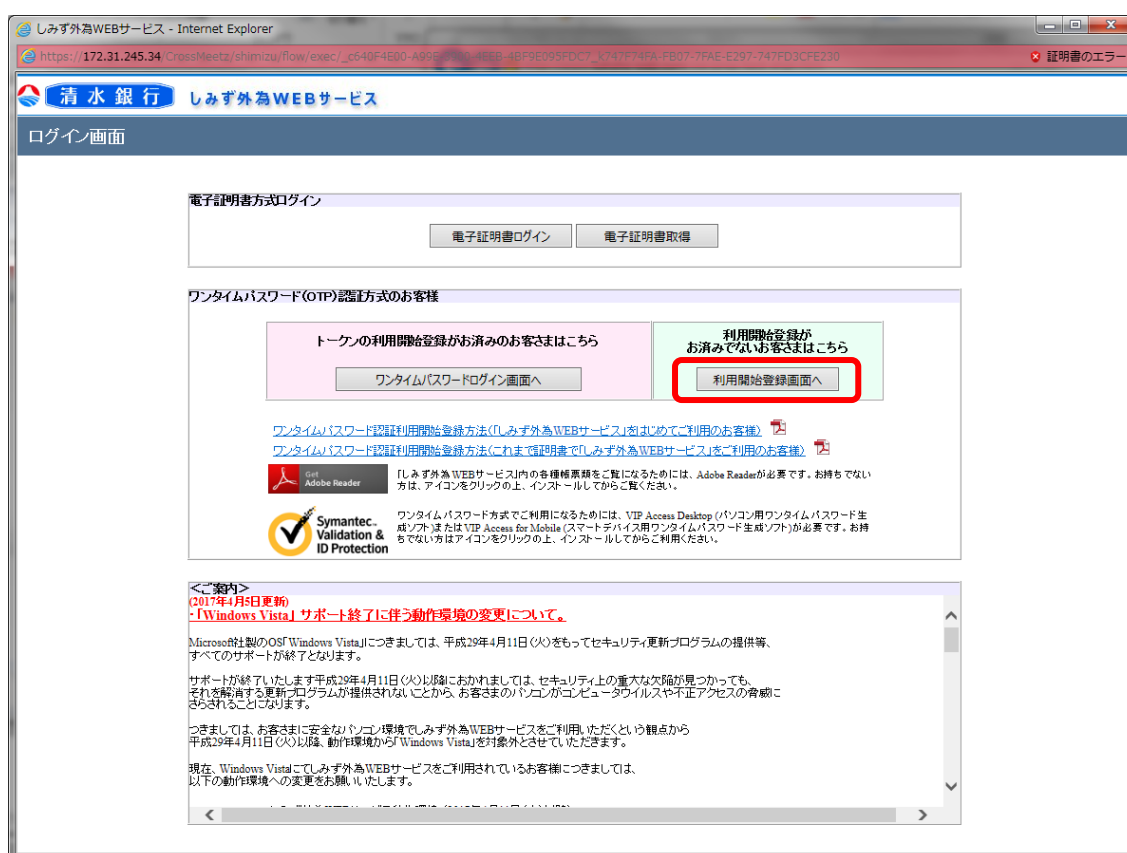 しみず外為WEBサービス - Internet Explorer
https://172.31.245.34/CrossMeetz/shimizu/flow/exec/_c640F4E00-A99
証明書のエラー
清水銀行 しみず外為WEBサービス
ログイン画面
電子証明書方式ログイン
電子証明書ログイン 電子証明書取得
ワンタイムパスワード(OTP)認証方式のお客様
トークンの利用開始登録がお済みのお客さまはこちら
ワンタイムパスワードログイン画面へ
利用開始登録が
お済みでないお客さまはこちら
利用開始登録画面へ
ワンタイムパスワード認証利用開始登録方法(「しみず外為WEBサービス」をはじめてご利用のお客様)
ワンタイムパスワード認証利用開始登録方法(これまで証明書で「しみず外為WEBサービス」をご利用のお客様)
Get
Adobe Reader
「しみず外為WEBサービス」内の各種帳票類をご覧になるためには、Adobe Readerが必要です。お持ちでない
方は、アイコンをクリックの上、インストールしてからご覧ください。
Symantec™
Validation &
ID Protection
ワンタイムパスワード方式でご利用になるためには、VIP Access Desktop (パソコン用ワンタイムパスワード生
成ソフト)またはVIP Access for Mobile (スマートデバイス用ワンタイムパスワード生成ソフト)が必要です。お持
ちでない方はアイコンをクリックの上、インストールしてからご利用ください。
<ご案内>
(2017年4月5日更新)
・「Windows Vista」サポート終了に伴う動作環境の変更について。
Microsoft社製のOS「Windows Vista」につきましては、平成29年4月11日(火)をもってセキュリティ更新プログラムの提供等、
すべてのサポートが終了となります。
サポートが終了いたします平成29年4月11日(火)以降におかれましては、セキュリティ上の重大な欠陥が見つかっても、
それを解消する更新プログラムが提供されないことから、お客さまのパソコンがコンピュータウイルスや不正アクセスの脅威に
さらされることになります。
つきましては、お客さまに安全なパソコン環境でしみず外為WEBサービスをご利用いただくという観点から
平成29年4月11日(火)以降、動作環境から「Windows Vista」を対象外とさせていただきます。
現在、Windows Vistaにてしみず外為WEBサービスをご利用されているお客様につきましては、
以下の動作環境への変更をお願いいたします。